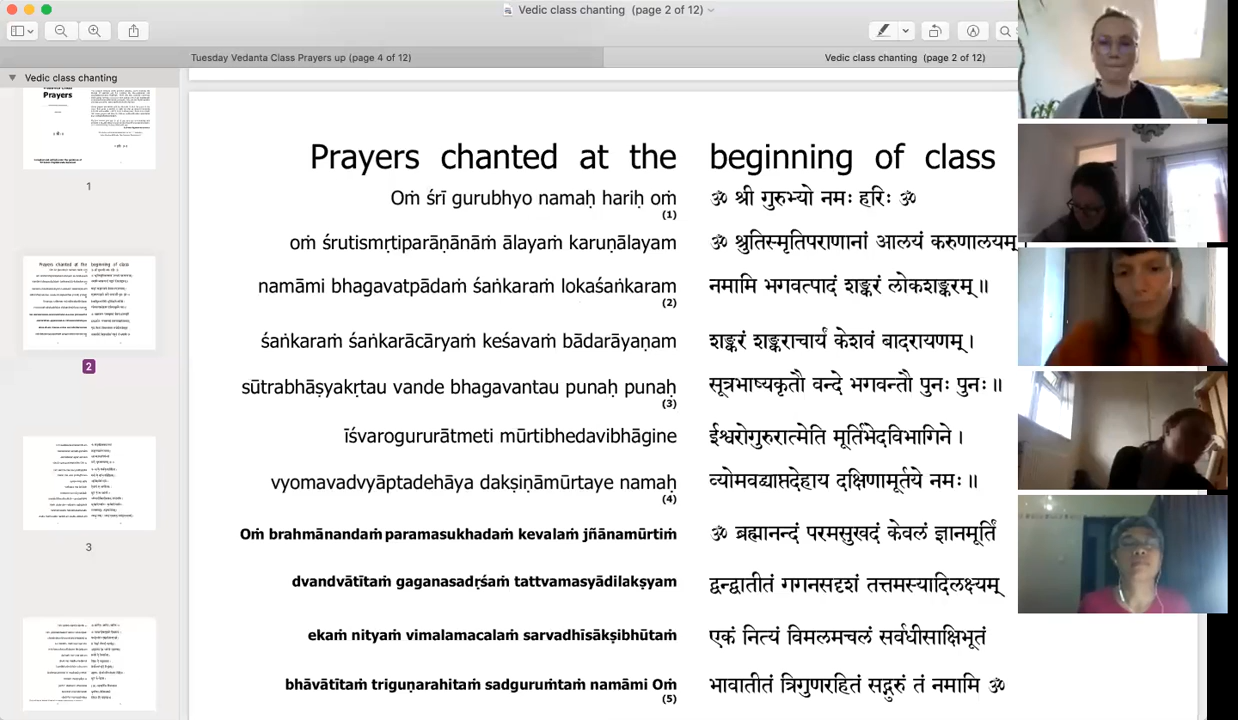 Vedic class chanting (page 2 of 12)
Tuesday Vedanta Class Prayers up (page 4 of 12)
Vedic class chanting (page 2 of 12)
Vedic class chanting
Prayers
1
2
3
Prayers chanted at the beginning of class
Oṁ śrī gurubhyo namaḥ hariḥ oṁ
(1)
ॐ श्री गुरुभ्यो नमः हरिः ॐ
oṁ śrutismṛtiparāṇānāṁ ālayaṁ karuṇālayam
ॐ श्रुतिस्मृतिपराणानां आलयं करुणालयम्
namāmi bhagavatpādaṁ śaṅkaraṁ lokaśaṅkaram
(2)
नमामि भगवत्पादं शङ्करं लोकशङ्करम्॥
śaṅkaraṁ śaṅkarācāryaṁ keśavaṁ bādarāyaṇam
शङ्करं शङ्कराचार्यं केशवं बादरायणम्।
sūtrabhāṣyakṛtau vande bhagavantau punaḥ punaḥ
(3)
सूत्रभाष्यकृतौ वन्दे भगवन्तौ पुनः पुनः॥
īśvarogururātmeti mūrtibhedavibhāgine
ईश्वरोगुरुरात्मेति मूर्तिभेदविभागिने।
vyomavadvyāptadehāya dakṣiṇāmūrtaye namaḥ
(4)
व्योमवद्याप्तदेहाय दक्षिणामूर्तये नमः॥
Oṁ brahmānandaṁ paramasukhadaṁ kevalaṁ jñānamūrtiṁ
ॐ ब्रह्मानन्दं परमसुखदं केवलं ज्ञानमूर्तिं
dvandvātītaṁ gaganasadṛśaṁ tattvamasyādilakṣyam
द्वन्द्वातीतं गगनसदृशं तत्तमस्यादिलक्ष्यम्
ekaṁ nityaṁ vimalamacalaṁ sarvadhīsākṣibhūtaṁ
एकं नित्यं विमलमचलं सर्वधीसाक्षिभूतं
bhāvātītaṁ triguṇarahitaṁ sadguruṁtaṁ namāmi Oṁ
(5)
भावातीतं त्रिगुणरहितं सद्गुरुं तं नमामि ॐ